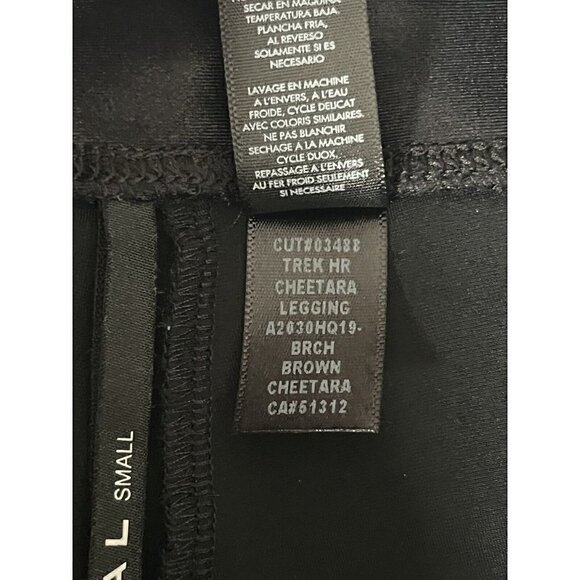 SECAR EN MAQUINA
TEMPERATURA BAJA.
PLANCHA FRIA,
AL REVERSO
SOLAMENTE SI ES
NECESARIO
LAVAGE EN MACHINE
A L'ENVERS, A L'EAU
FROIDE, CYCLE DELICAT
AVEC COLORIS SIMILAIRES.
NE PAS BLANCHIR
SECHAGE A LA MACHINE
CYCLE DUOX.
REPASSAGE A L'ENVERS
AU FER FROID SEULEMENT
SI NECESSAIRE
CUT#03488
TREK HR
CHEETARA
LEGGING
A2030HQ19-
BRCH
BROWN
CHEETARA
CA#51312
A L SMALL